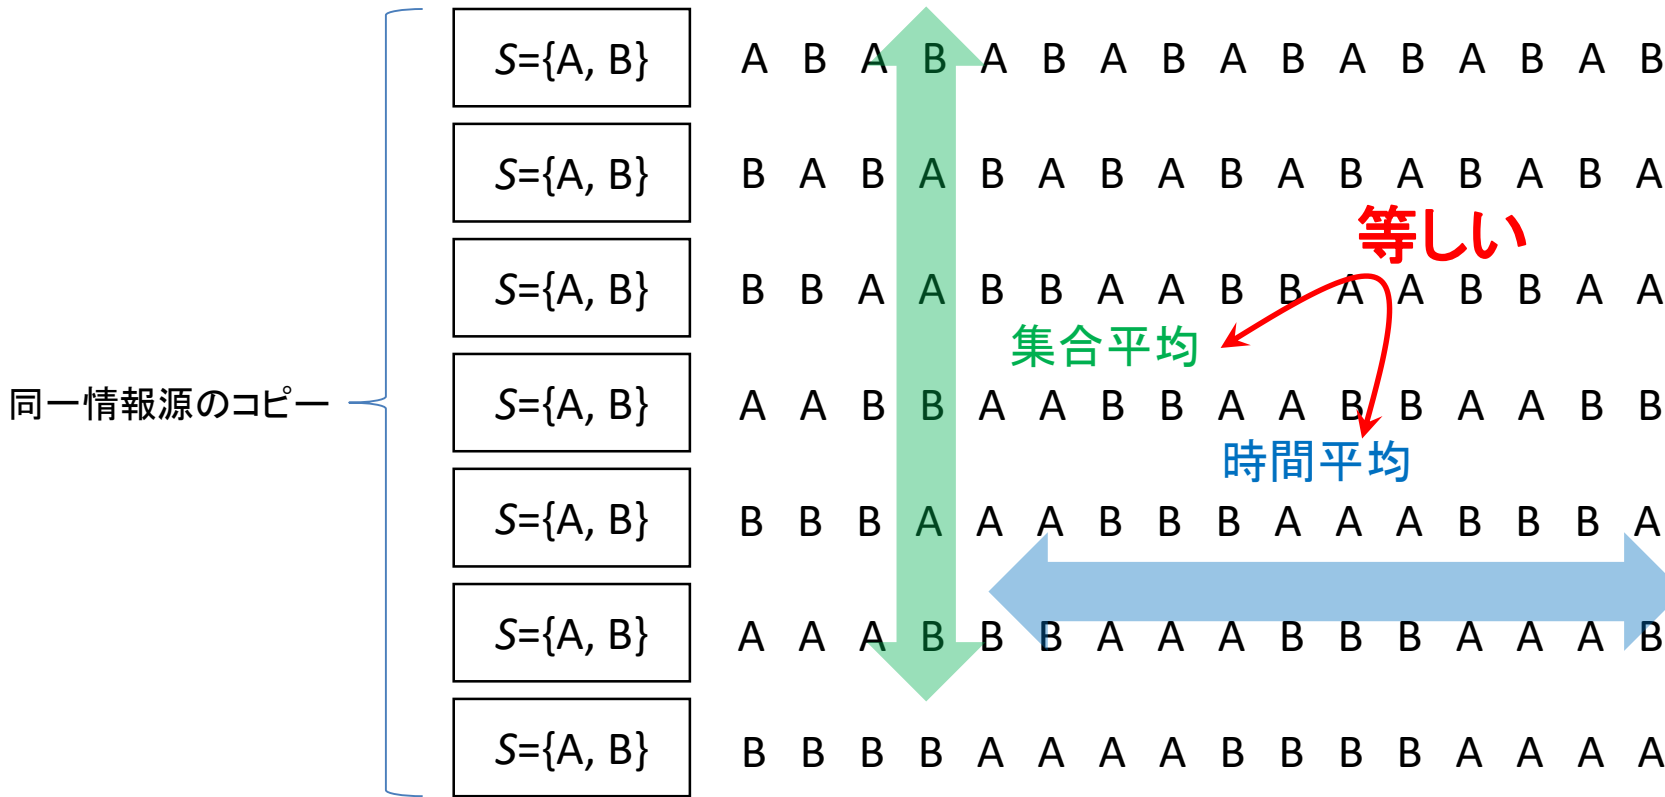 S={A, B} A B A B A B A B A B A B A B A B
S={A, B} B A B A B A B A B A B A B A B A
等しい
S={A, B} B B A A B B A A B B A A B B A A
集合平均
同一情報源のコピー S={A, B} A A B B A A B B A A B B A A B B
時間平均
S={A, B} B B B A A A B B B A A A B B B A
S={A, B} A A A B B B A A A B B B A A A B
S={A, B} B B B B A A A A B B B B A A A A